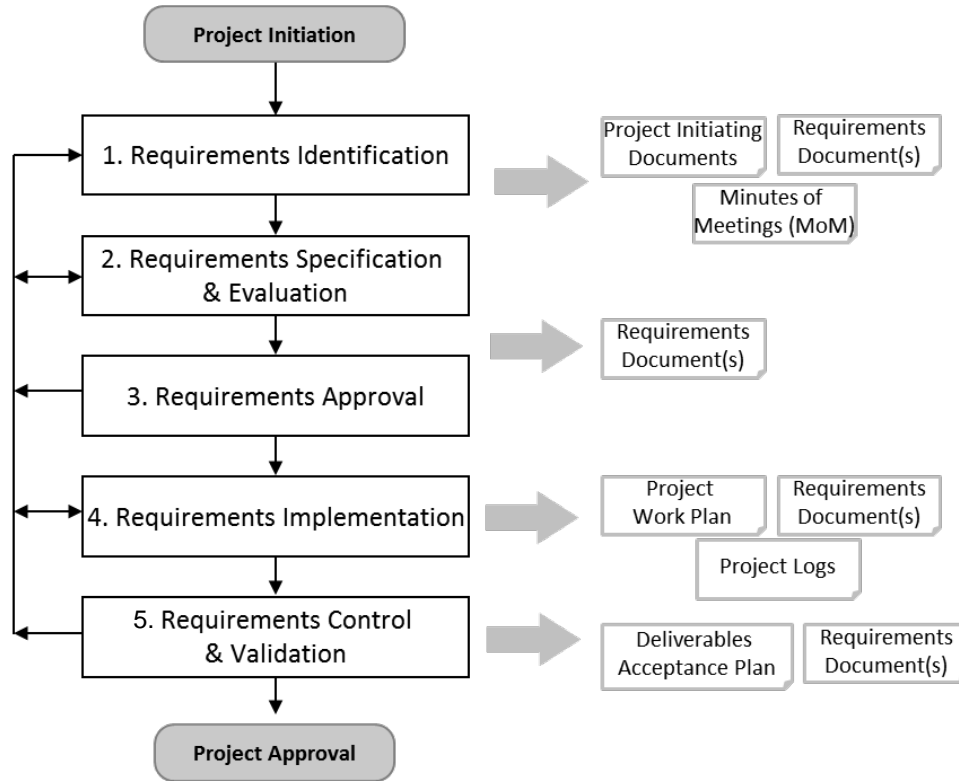 Project Initiation
1. Requirements Identification
Project Initiating
Documents
Requirements
Document(s)
Minutes of
Meetings (MoM)
2. Requirements Specification
& Evaluation
Requirements
Document(s)
3. Requirements Approval
4. Requirements Implementation
Project
Work Plan
Requirements
Document(s)
Project Logs
5. Requirements Control
& Validation
Deliverables
Acceptance Plan
Requirements
Document(s)
Project Approval